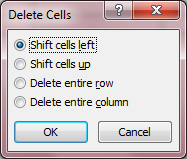 Delete Cells
Shift cells left
Shift cells up
Delete entire row
Delete entire column
OK
Cancel